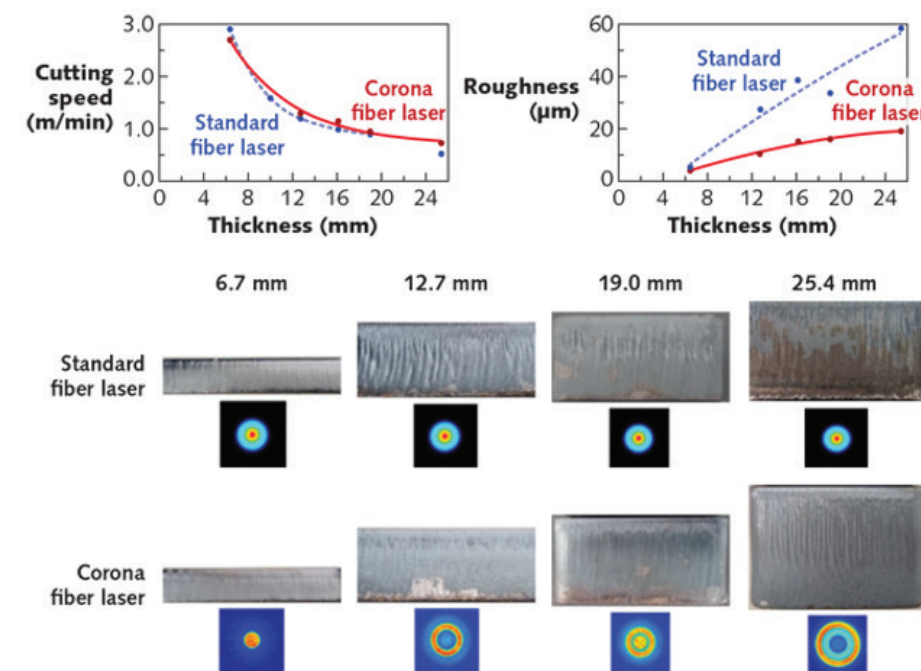 3.0
2.0
1.0
0.0
Cutting
speed
(m/min)
Standard
fiber laser
Corona
fiber laser
0 4 8 12 16 20 24
Thickness (mm)
60
40
20
0
Roughness
(µm)
Standard
fiber laser
Corona
fiber laser
0 4 8 12 16 20 24
Thickness (mm)
6.7 mm 12.7 mm 19.0 mm 25.4 mm
Standard
fiber laser
Corona
fiber laser